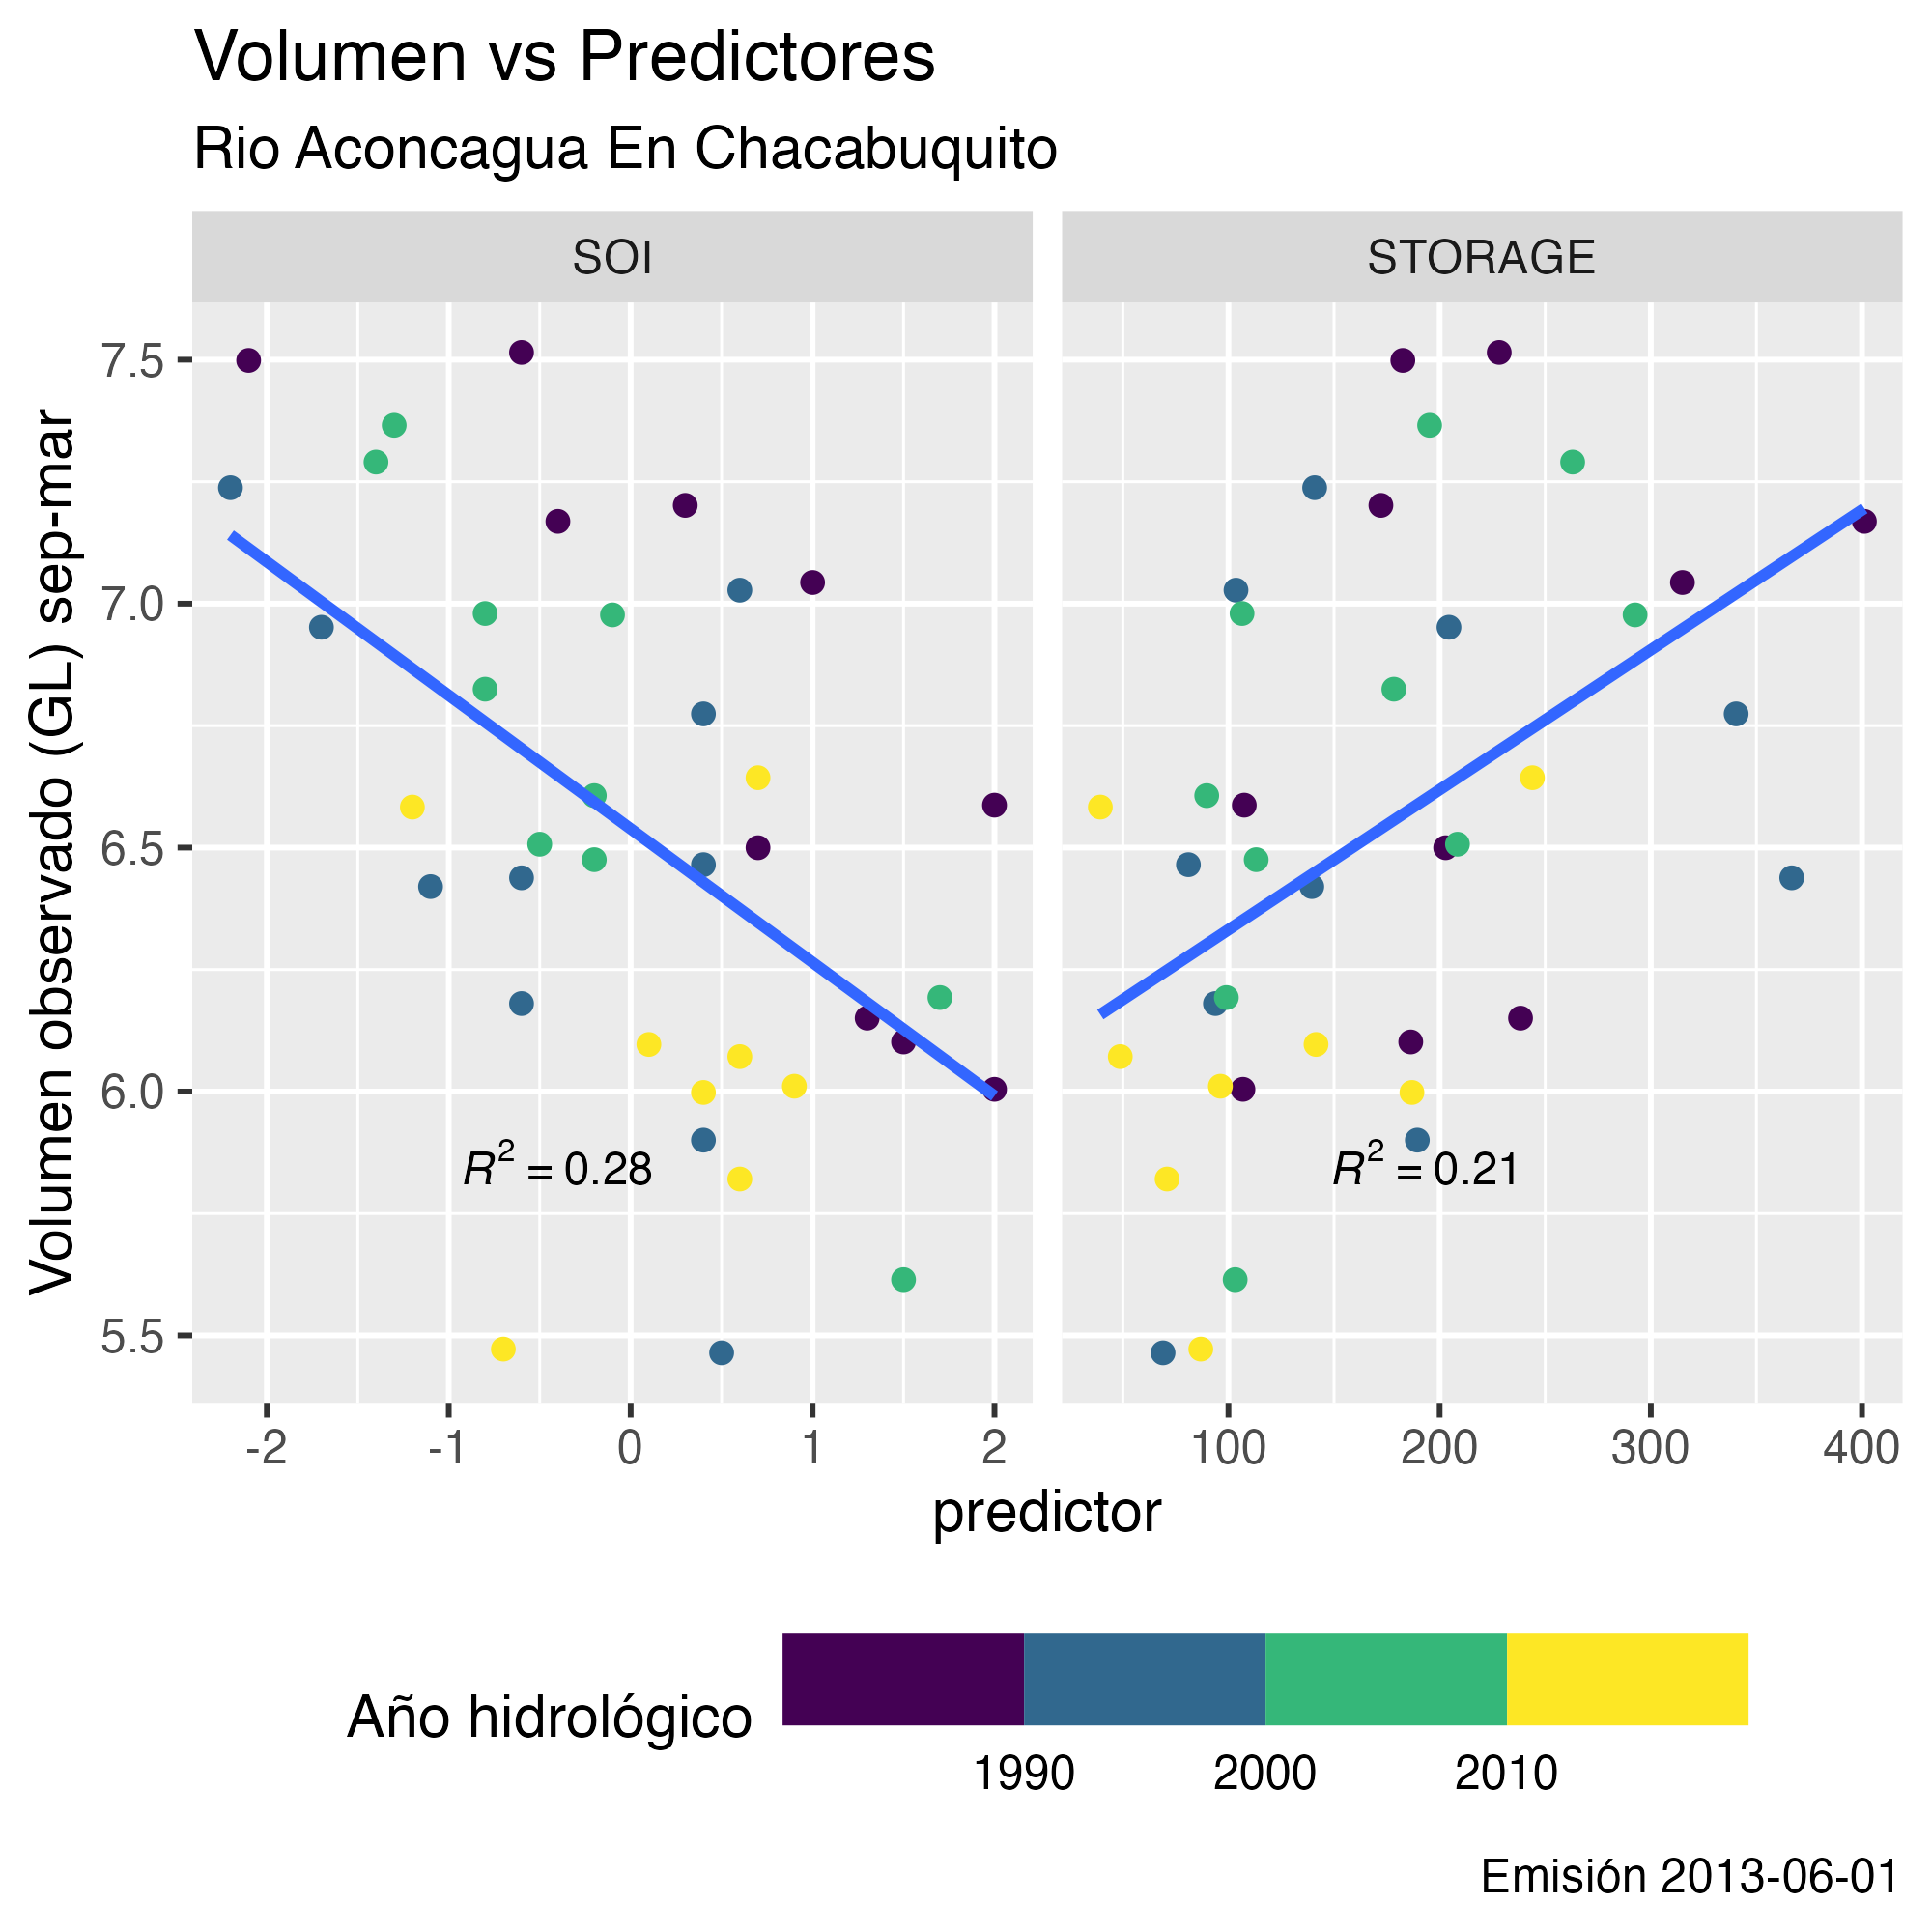 Volumen vs Predictores
Rio Aconcagua En Chacabuquito
SOI
STORAGE
Volumen observado (GL) sep-mar
7.5
7.0
6.5
6.0
5.5
R² = 0.28
R² = 0.21
-2 -1 0 1 2
100 200 300 400
predictor
Año hidrológico
1990 2000 2010
Emisión 2013-06-01